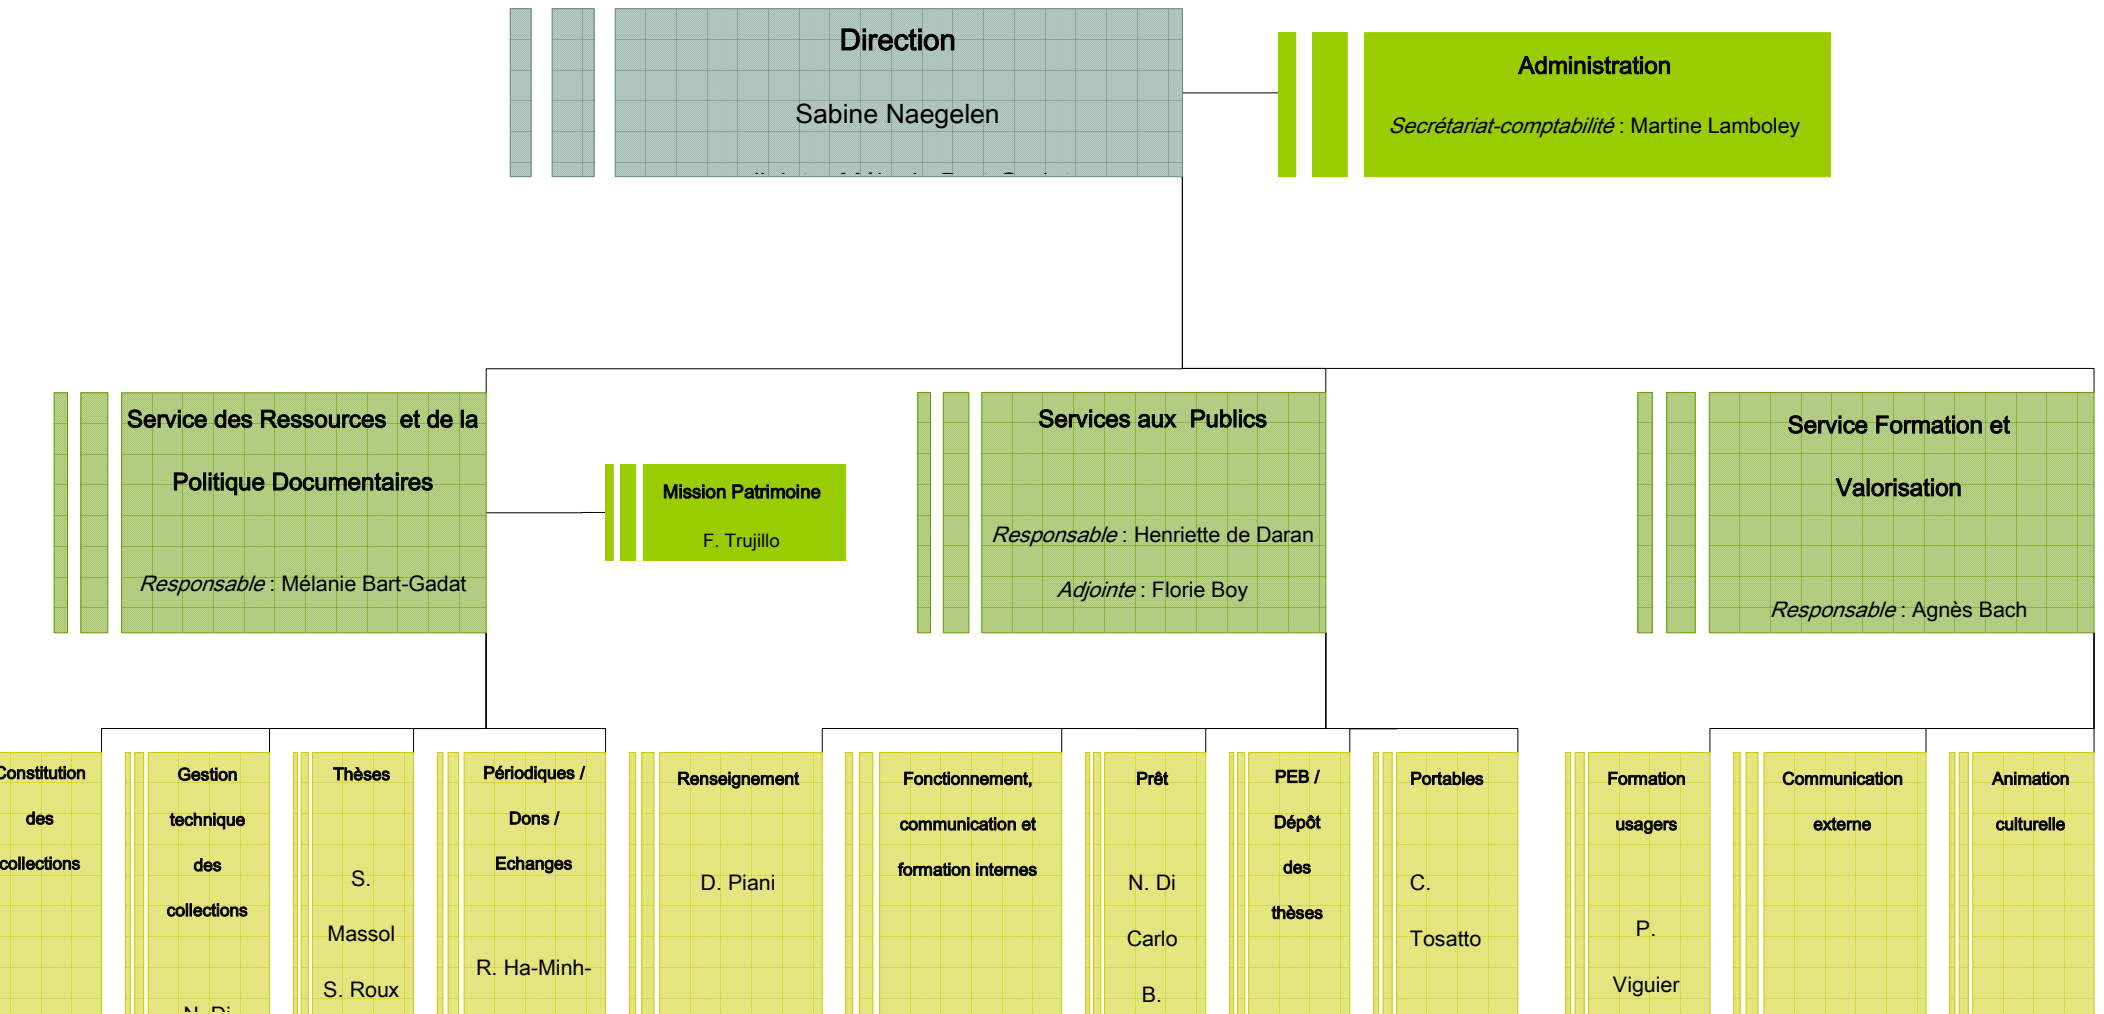 Direction
Sabine Naegelen
Administration
Secrétariat-comptabilité : Martine Lamboley
Service des Ressources et de la
Politique Documentaires
Responsable : Mélanie Bart-Gadat
Mission Patrimoine
F. Trujillo
Services aux Publics
Responsable : Henriette de Daran
Adjointe : Florie Boy
Service Formation et
Valorisation
Responsable : Agnès Bach
Constitution
des
collections
Gestion
technique
des
collections
N. Di
Thèses
S.
Massol
S. Roux
Périodiques /
Dons /
Echanges
R. Ha-Minh-
Renseignement
D. Piani
Fonctionnement,
communication et
formation internes
Prêt
N. Di
Carlo
B.
PEB /
Dépôt
des
thèses
Portables
C.
Tosatto
Formation
usagers
P.
Viguier
Communication
externe
Animation
culturelle